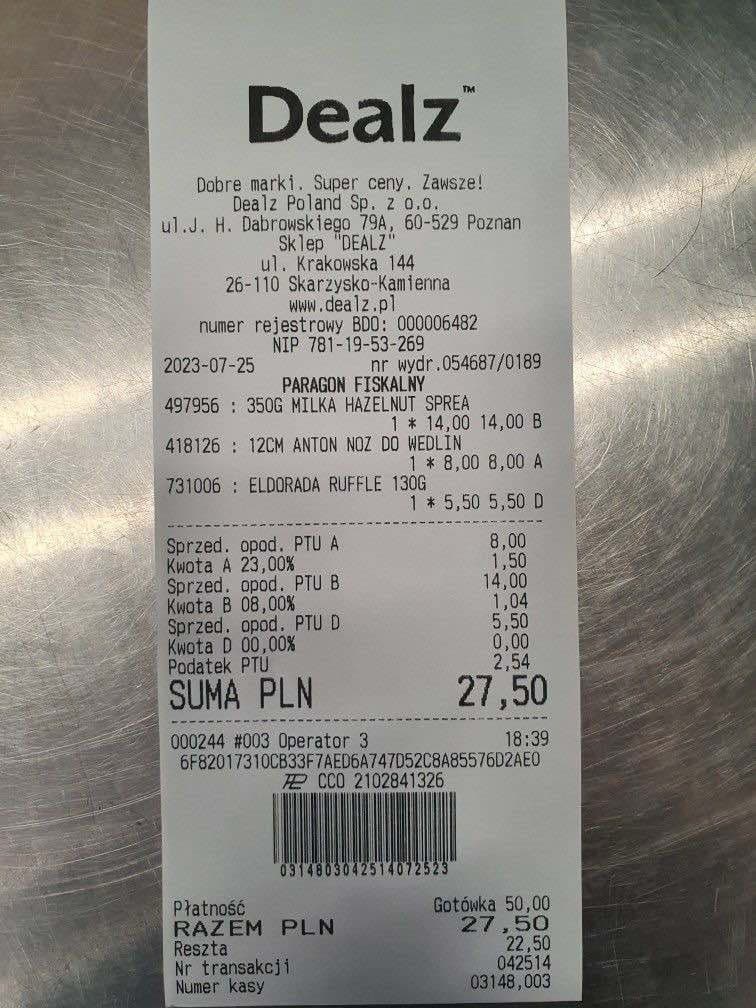 Dealz™
Dobre marki. Super ceny. Zawsze!
Dealz Poland Sp. z o.o.
ul.J. H. Dabrowskiego 79A, 60-529 Poznan
Sklep "DEALZ"
ul. Krakowska 144
26-110 Skarzysko-Kamienna
www.dealz.pl
numer rejestrowy BDO: 000006482
NIP 781-19-53-269
2023-07-25 nr wydr.054687/0189
PARAGON FISKALNY
497956 : 350G MILKA HAZELNUT SPREA
1 * 14,00 14,00 B
418126 : 12CM ANTON NOZ DO WEDLIN
1 * 8,00 8,00 A
731006 : ELDORADA RUFFLE 130G
1 * 5,50 5,50 D
Sprzed. opod. PTU A 8,00
Kwota A 23,00% 1,50
Sprzed. opod. PTU B 14,00
Kwota B 08,00% 1,04
Sprzed. opod. PTU D 5,50
Kwota D 00,00% 0,00
Podatek PTU 2,54
SUMA PLN 27,50
000244 #003 Operator 3 18:39
6F82017310CB33F7AED6A747D52C8A85576D2AE0
CCO 2102841326
0314803042514072523
Płatność Gotówka 50,00
RAZEM PLN 27,50
Reszta 22,50
Nr transakcji 042514
Numer kasy 03148,003